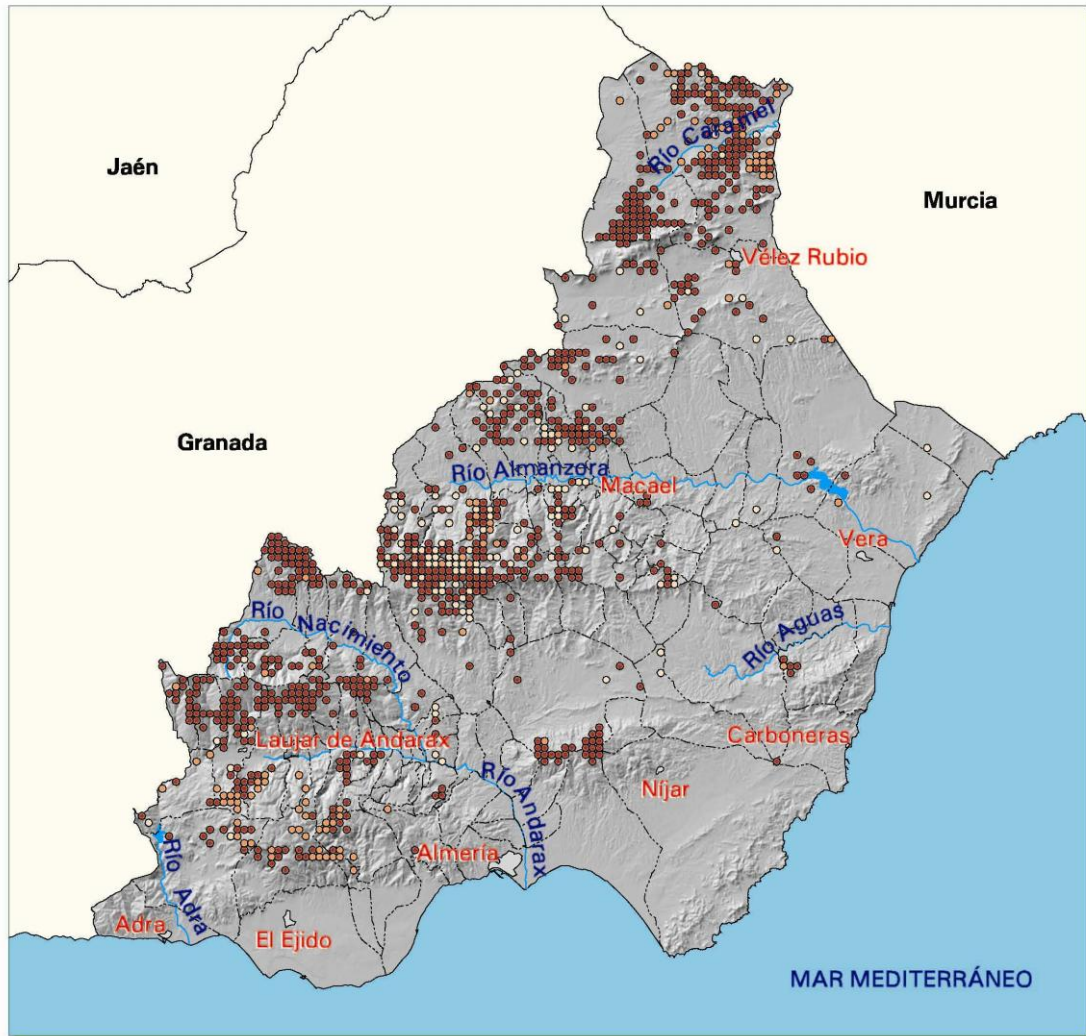 Río Caramel
Jaén
Murcia
Vélez Rubio
Granada
Río Almanzora
Macael
Vera
Río Nacimiento
Río Aguas
Laujar de Andarax
Carboneras
Río Andarax
Níjar
Almería
Río Adra
Adra
El Ejido
MAR MEDITERRÁNEO